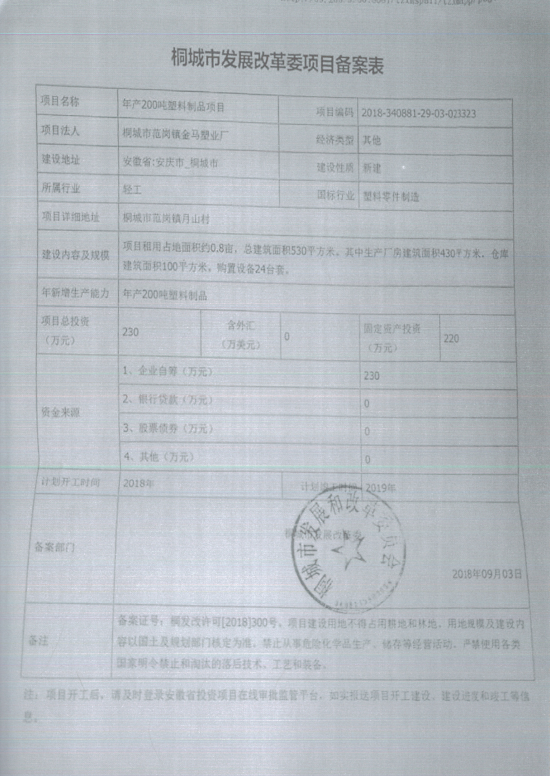 桐城市发展改革委项目备案表
项目名称 年产200吨塑料制品项目 项目编码 2018-340881-29-03-023323
项目法人 桐城市范岗镇金马塑业厂 经济类型 其他
建设地址 安徽省:安庆市_桐城市 建设性质 新建
所属行业 轻工 国标行业 塑料零件制造
项目详细地址 桐城市范岗镇月山村
建设内容及规模 项目租用占地面积约0.8亩，总建筑面积530平方米，其中生产厂房建筑面积430平方米，仓库
建筑面积100平方米。购置设备24台套。
年新增生产能力 年产200吨塑料制品
项目总投资
（万元）
230
含外汇
（万美元）
0
固定资产投资
（万元）
220
资金来源
1、企业自筹（万元） 230
2、银行贷款（万元） 0
3、股票债券（万元） 0
4、其他（万元） 0
计划开工时间 2018年 计划竣工时间 2019年
备案部门
桐城市发展改革委
桐城市发展和改革委员会
2018年09月03日
备注
备案证号：桐发改许可[2018]300号。项目建设用地不得占用耕地和林地，用地规模及建设内
容以国土及规划部门核定为准。禁止从事危险化学品生产、储存等经营活动。严禁使用各类
国家明令禁止和淘汰的落后技术、工艺和装备。
注：项目开工后，请及时登录安徽省投资项目在线审批监管平台，如实报送项目开工建设、建设进度和竣工等信
息。